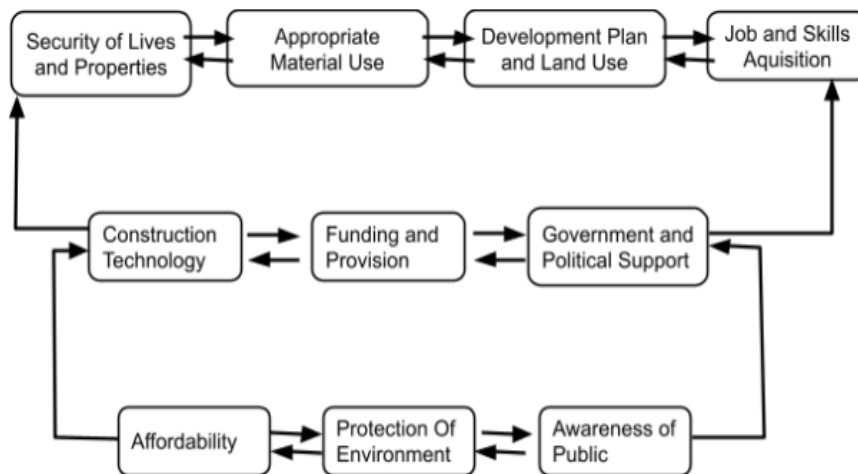 Security of Lives
and Properties
Appropriate
Material Use
Development Plan
and Land Use
Job and Skills
Aquisition
Construction
Technology
Funding and
Provision
Government and
Political Support
Affordability
Protection Of
Environment
Awareness of
Public